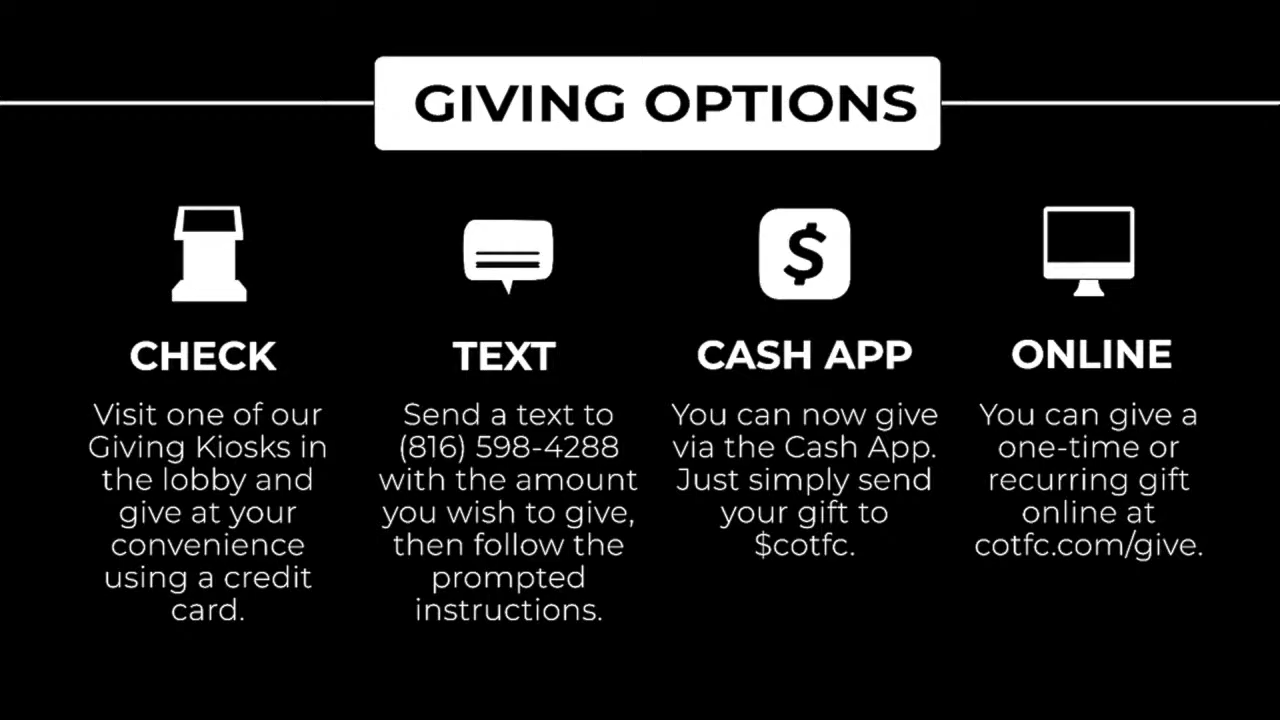 GIVING OPTIONS
CHECK
Visit one of our
Giving Kiosks in
the lobby and
give at your
convenience
using a credit
card.
TEXT
Send a text to
(816) 598-4288
with the amount
you wish to give,
then follow the
prompted
instructions.
$
CASH APP
You can now give
via the Cash App.
Just simply send
your gift to
$cotfc.
ONLINE
You can give a
one-time or
recurring gift
online at
cotfc.com/give.